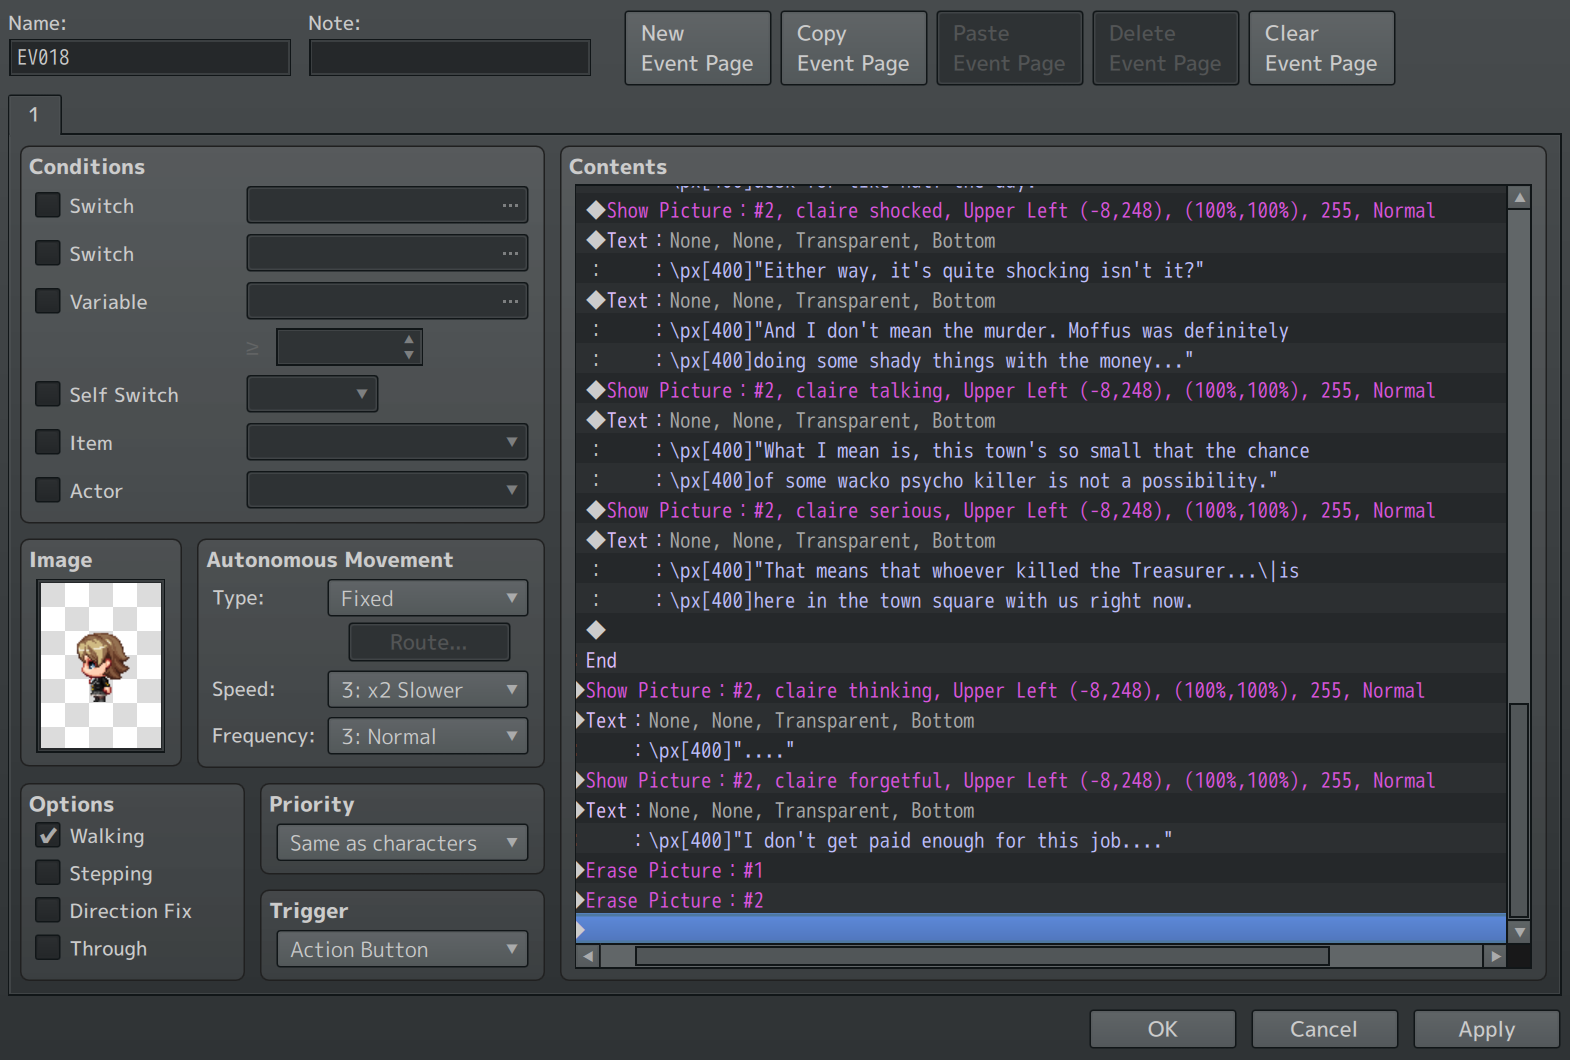 Name:
Note:
EV018
New
Event Page
Copy
Event Page
Paste
Event Page
Delete
Event Page
Clear
Event Page
1
Conditions
Switch
...
Switch
...
Variable
...
≥
Self Switch
Item
Actor
Image
Autonomous Movement
Type:
Fixed
Route...
Speed:
3: x2 Slower
Frequency:
3: Normal
Options
Walking
Stepping
Direction Fix
Through
Priority
Same as characters
Trigger
Action Button
Contents
\px[400]desk for like half the day.
◆Show Picture:#2, claire shocked, Upper Left (-8,248), (100%,100%), 255, Normal
◆Text:None, None, Transparent, Bottom
: :\px[400]"Either way, it's quite shocking isn't it?"
◆Text:None, None, Transparent, Bottom
: :\px[400]"And I don't mean the murder. Moffus was definitely
: :\px[400]doing some shady things with the money..."
◆Show Picture:#2, claire talking, Upper Left (-8,248), (100%,100%), 255, Normal
◆Text:None, None, Transparent, Bottom
: :\px[400]"What I mean is, this town's so small that the chance
: :\px[400]of some wacko psycho killer is not a possibility."
◆Show Picture:#2, claire serious, Upper Left (-8,248), (100%,100%), 255, Normal
◆Text:None, None, Transparent, Bottom
: :\px[400]"That means that whoever killed the Treasurer...\|is
: :\px[400]here in the town square with us right now.
◆
: End
◆Show Picture:#2, claire thinking, Upper Left (-8,248), (100%,100%), 255, Normal
◆Text:None, None, Transparent, Bottom
: :\px[400]"...."
◆Show Picture:#2, claire forgetful, Upper Left (-8,248), (100%,100%), 255, Normal
◆Text:None, None, Transparent, Bottom
: :\px[400]"I don't get paid enough for this job...."
◆Erase Picture:#1
◆Erase Picture:#2
◆
OK
Cancel
Apply